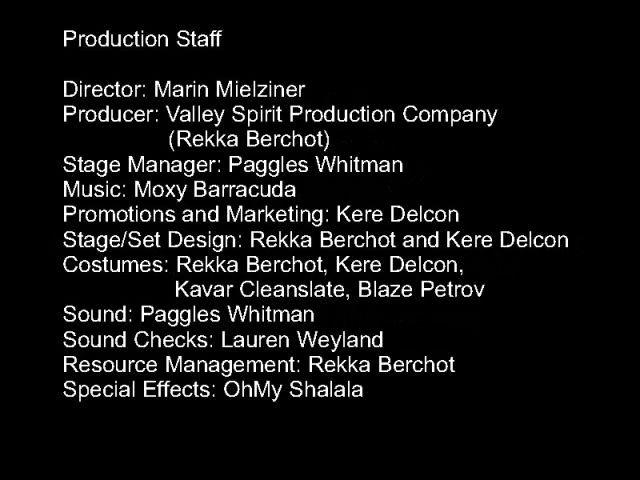 Production Staff
Director: Marin Mielziner
Producer: Valley Spirit Production Company
(Rekka Berchot)
Stage Manager: Paggles Whitman
Music: Moxy Barracuda
Promotions and Marketing: Kere Delcon
Stage/Set Design: Rekka Berchot and Kere Delcon
Costumes: Rekka Berchot, Kere Delcon,
Kavar Cleanslate, Blaze Petrov
Sound: Paggles Whitman
Sound Checks: Lauren Weyland
Resource Management: Rekka Berchot
Special Effects: OhMy Shalala